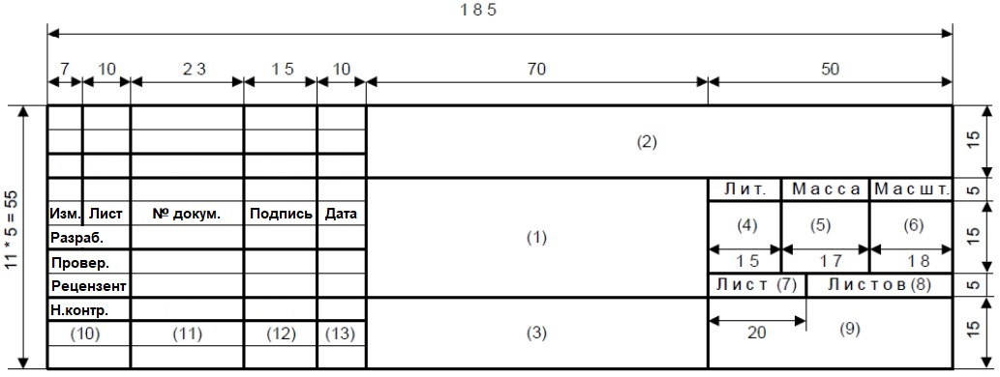 185
7 10 23 15 10 70 50
(2)
15
Лит. Масса Масшт.
5
Изм. Лист № докум. Подпись Дата
11 * 5 = 55
(1)
(4) (5) (6)
15
Разраб.
Провер.
15 17 18
Рецензент
Лист (7) Листов (8)
5
Н.контр.
(10) (11) (12) (13)
(3)
20
(9)
15